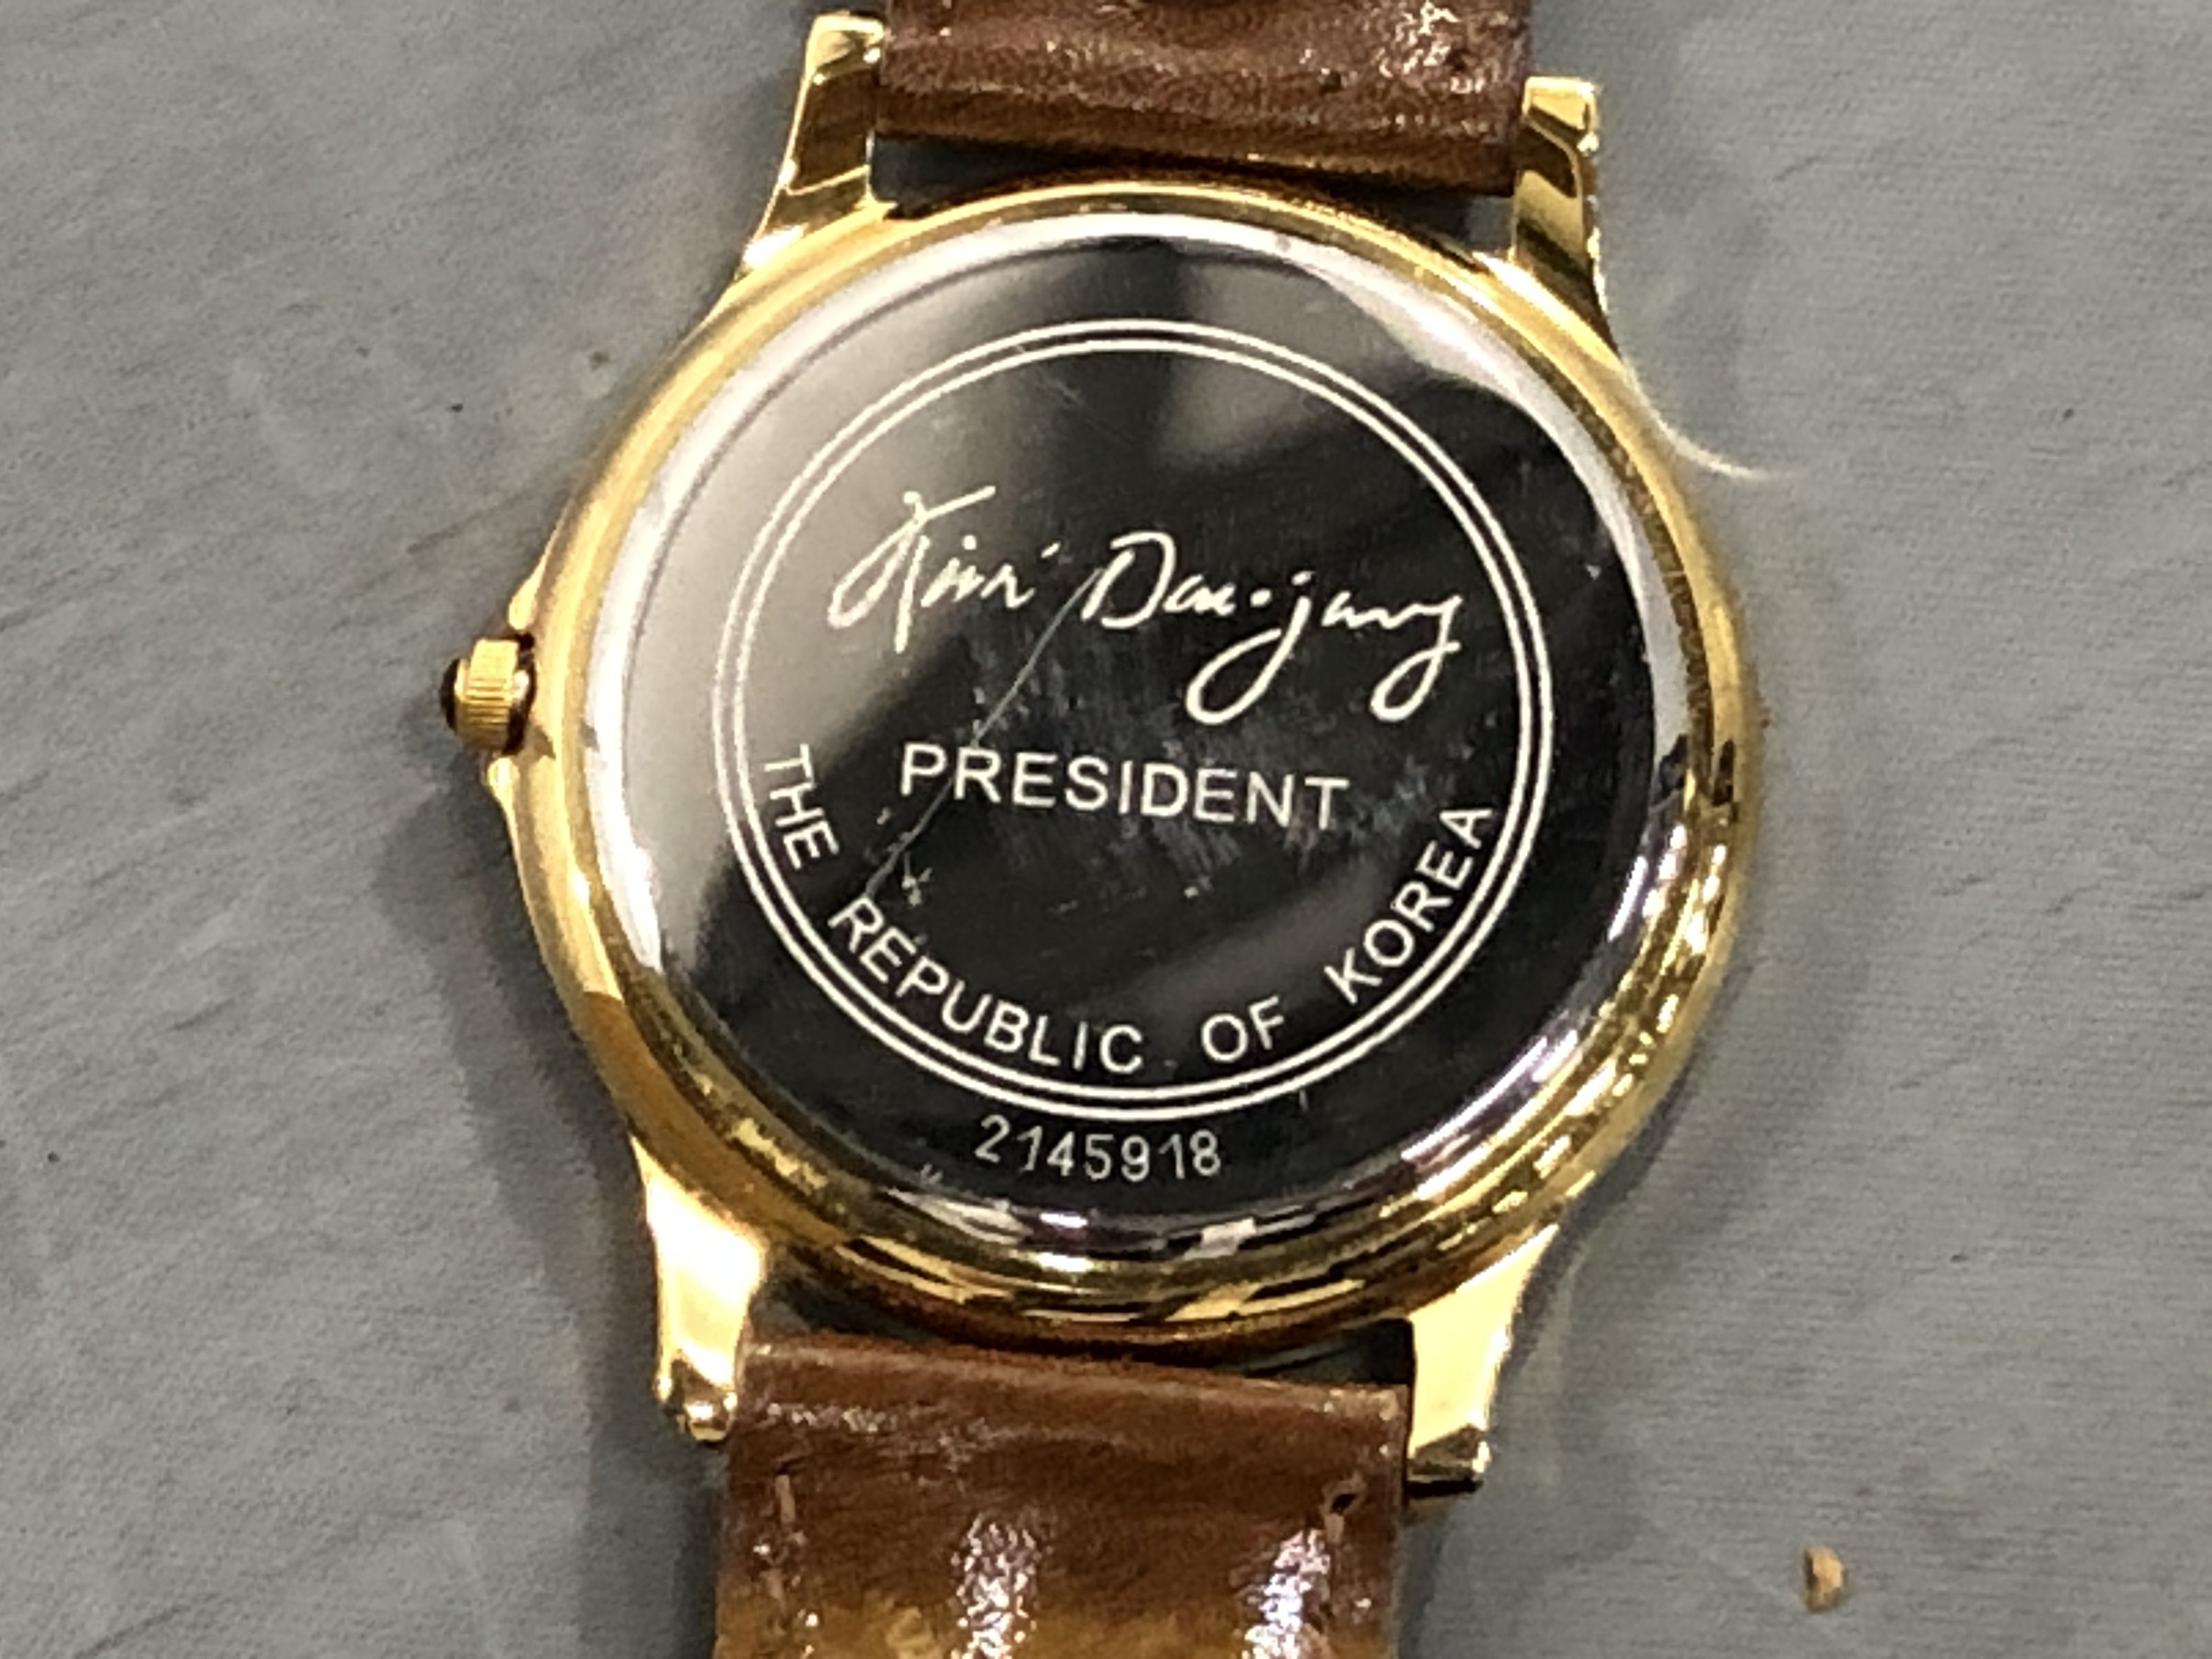 Kim Dae-jung
PRESIDENT
THE REPUBLIC OF KOREA
2145918